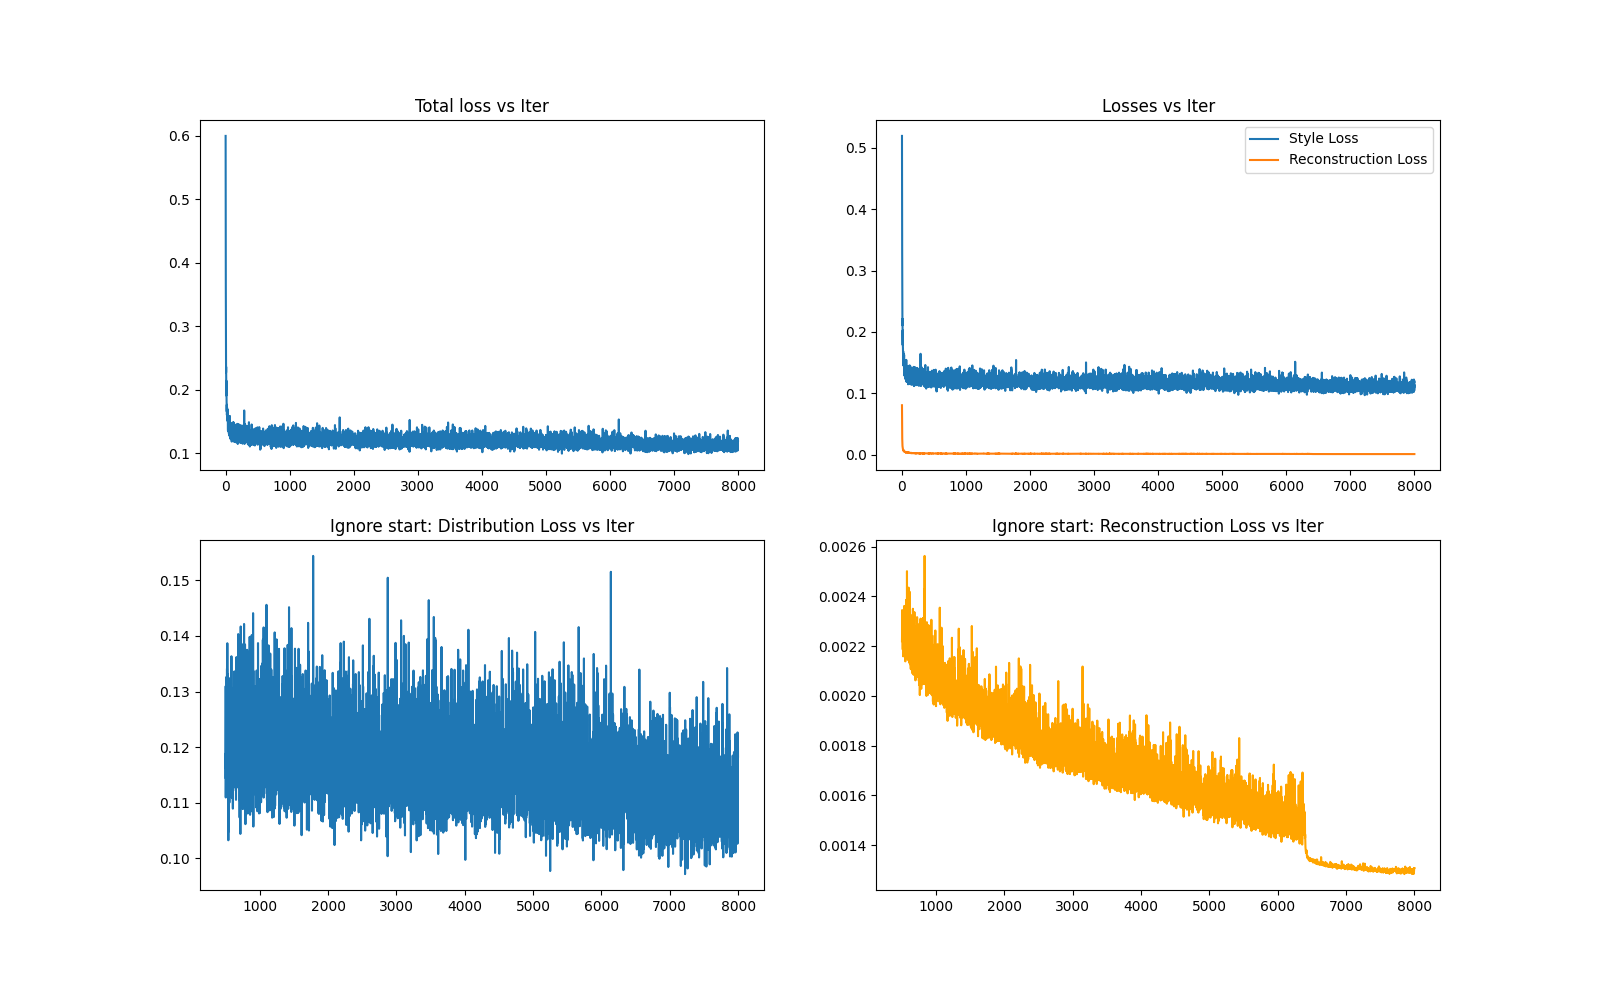 Total loss vs Iter
0.6
0.5
0.4
0.3
0.2
0.1
0 1000 2000 3000 4000 5000 6000 7000 8000
Losses vs Iter
Style Loss
Reconstruction Loss
0.5
0.4
0.3
0.2
0.1
0.0
0 1000 2000 3000 4000 5000 6000 7000 8000
Ignore start: Distribution Loss vs Iter
0.15
0.14
0.13
0.12
0.11
0.10
1000 2000 3000 4000 5000 6000 7000 8000
Ignore start: Reconstruction Loss vs Iter
0.0026
0.0024
0.0022
0.0020
0.0018
0.0016
0.0014
1000 2000 3000 4000 5000 6000 7000 8000